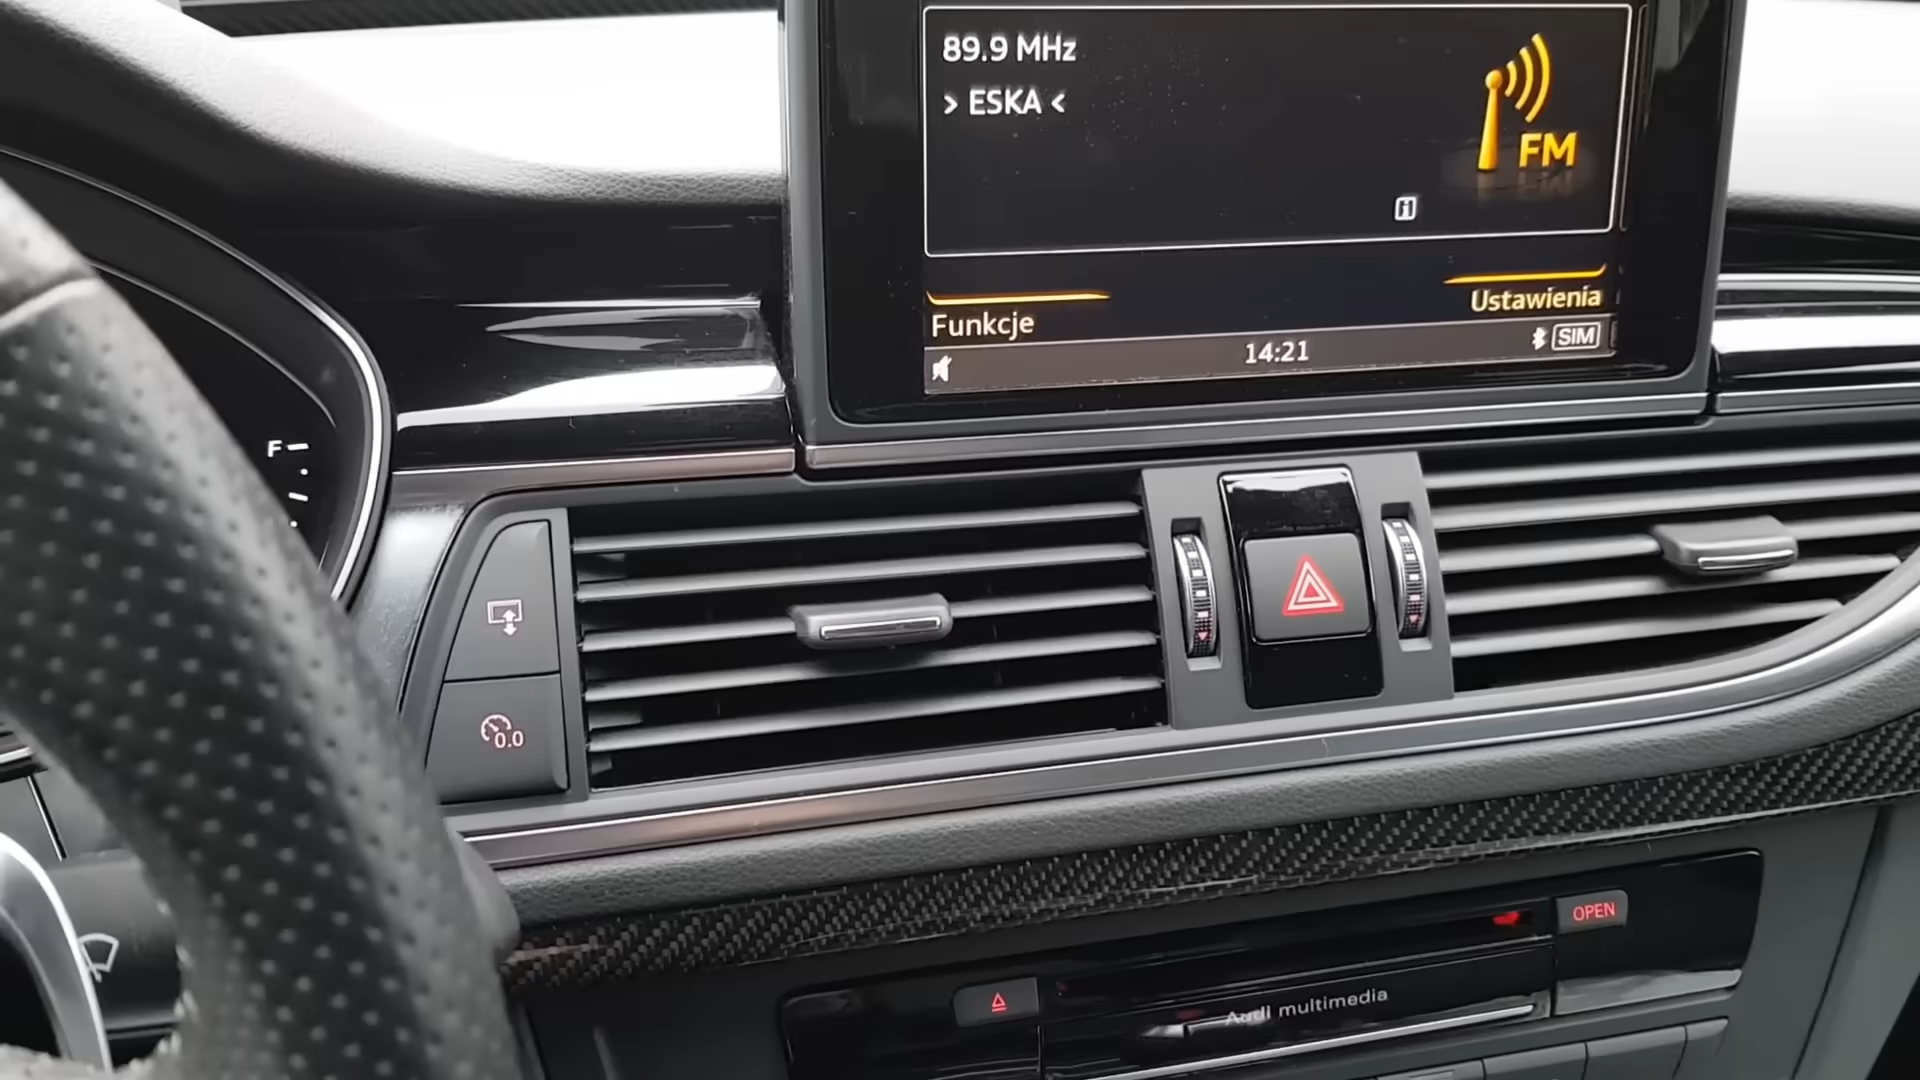 89.9 MHz
> ESKA <
FM
Funkcje
Ustawienia
14:21
SIM
F
0.0
OPEN
Audi multimedia